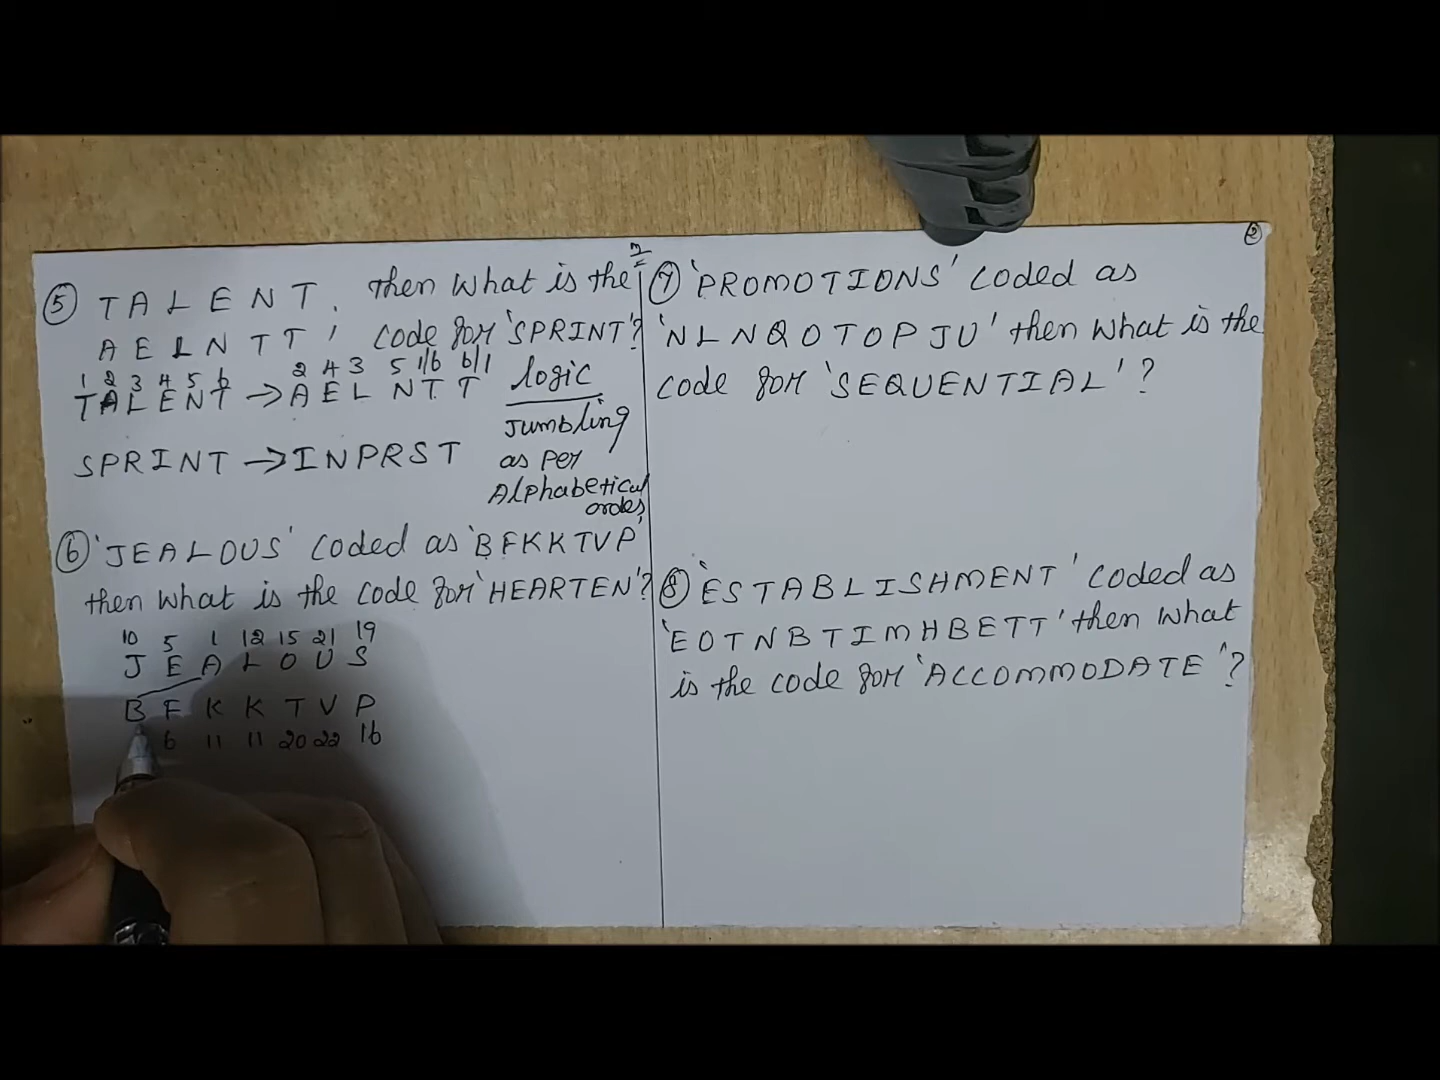 2
⑤ TALENT, then what is the
AELNTT', code for 'SPRINT'?
1 2 3 4 5 6 2 4 3 5 1/6 6/1
TALENT → AELNTT logic
Jumbling
SPRINT → INPRST as per
Alphabetical
order
⑥ 'JEALOUS' coded as 'BFKKTVP'
then what is the code for 'HEARTEN'?
10 5 1 12 15 21 19
J E A L O U S
B F K K T V P
6 11 11 20 22 16
⑦ 'PROMOTIONS' coded as
'NLNQOTOPJU' then what is the
code for 'SEQUENTIAL'?
⑧ 'ESTABLISHMENT' coded as
'EOTNBTIMHBETT' then what
is the code for 'ACCOMMODATE'?